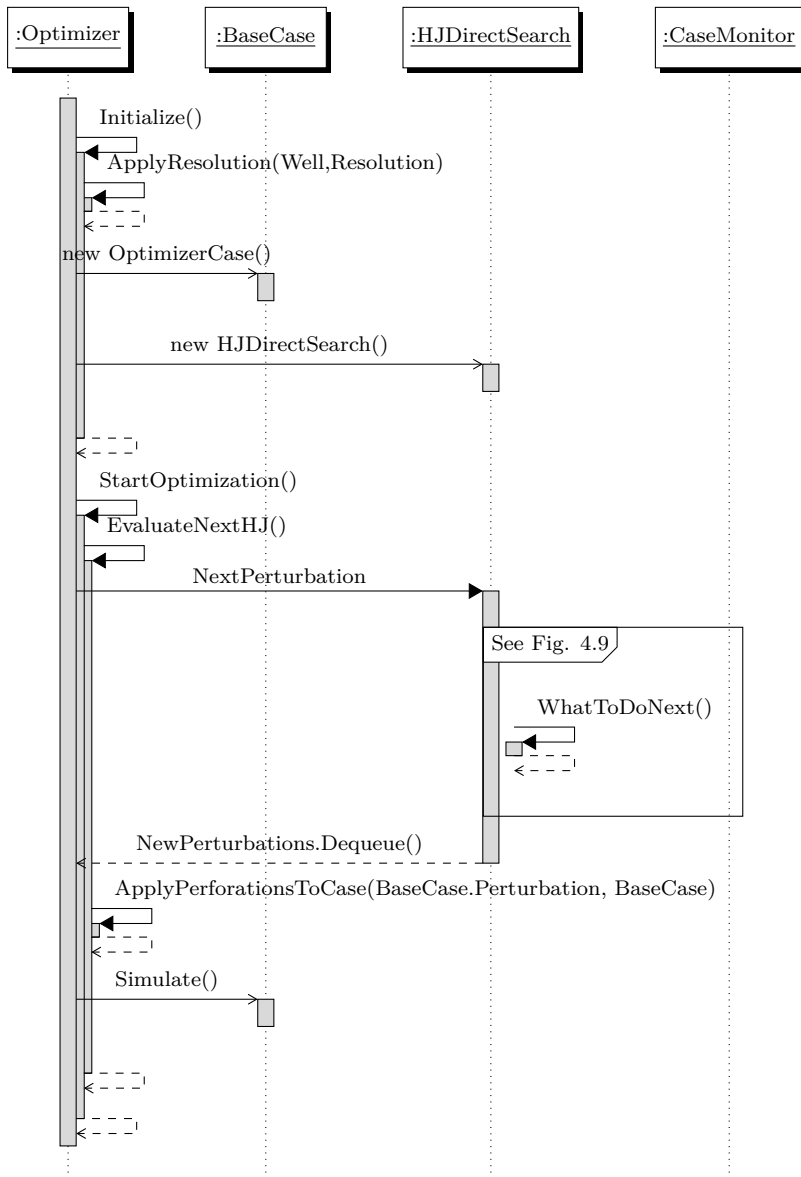 :Optimizer
:BaseCase
:HJDirectSearch
:CaseMonitor
Initialize()
ApplyResolution(Well,Resolution)
new OptimizerCase()
new HJDirectSearch()
StartOptimization()
EvaluateNextHJ()
NextPerturbation
See Fig. 4.9
WhatToDoNext()
NewPerturbations.Dequeue()
ApplyPerforationsToCase(BaseCase.Perturbation, BaseCase)
Simulate()